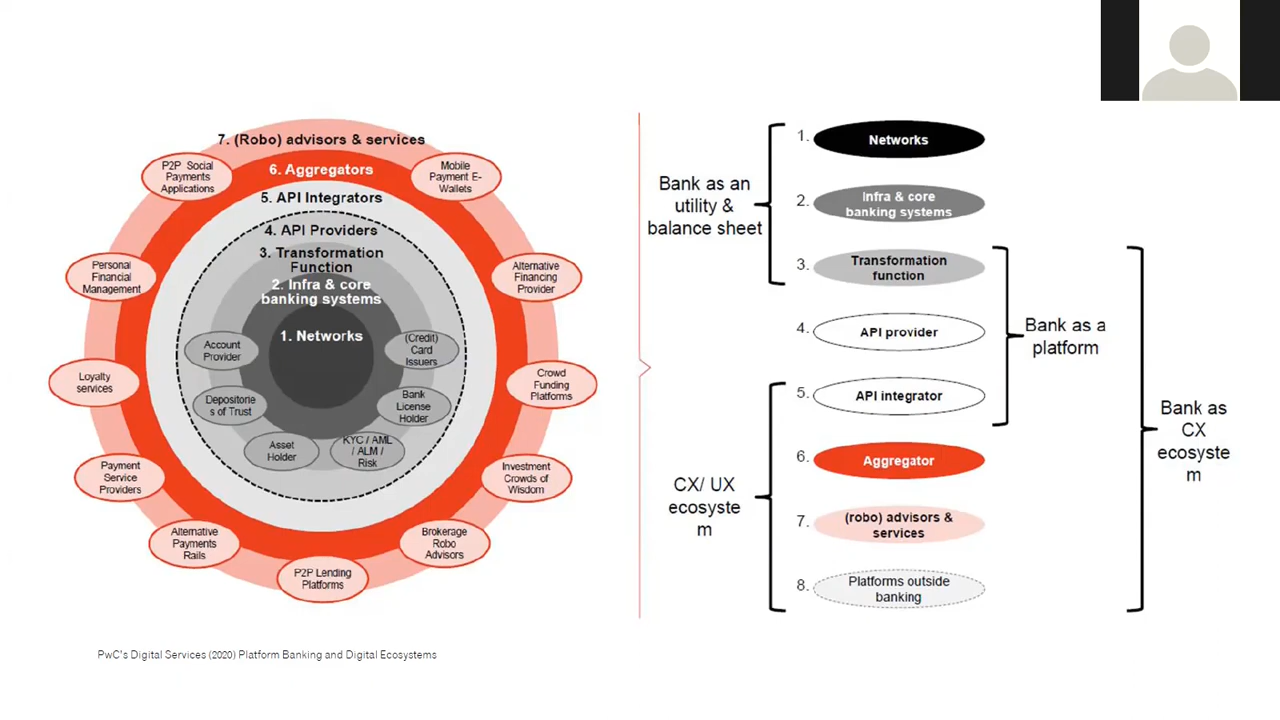 7. (Robo) advisors & services
6. Aggregators
5. API Integrators
4. API Providers
3. Transformation
Function
2. Infra & core
banking systems
1. Networks
P2P Social
Payments
Applications
Mobile
Payment E-
Wallets
Personal
Financial
Management
Alternative
Financing
Provider
Account
Provider
(Credit)
Card
Issuers
Loyalty
services
Crowd
Funding
Platforms
Depositorie
s of Trust
Bank
License
Holder
Asset
Holder
KYC / AML
/ ALM /
Risk
Payment
Service
Providers
Investment
Crowds of
Wisdom
Alternative
Payments
Rails
Brokerage
Robo
Advisors
P2P Lending
Platforms
Bank as an
utility &
balance sheet
CX/ UX
ecosyste
m
1. Networks
2. Infra & core
banking systems
3. Transformation
function
4. API provider
5. API integrator
6. Aggregator
7. (robo) advisors &
services
8. Platforms outside
banking
Bank as a
platform
Bank as
CX
ecosyste
m
PwC's Digital Services (2020) Platform Banking and Digital Ecosystems